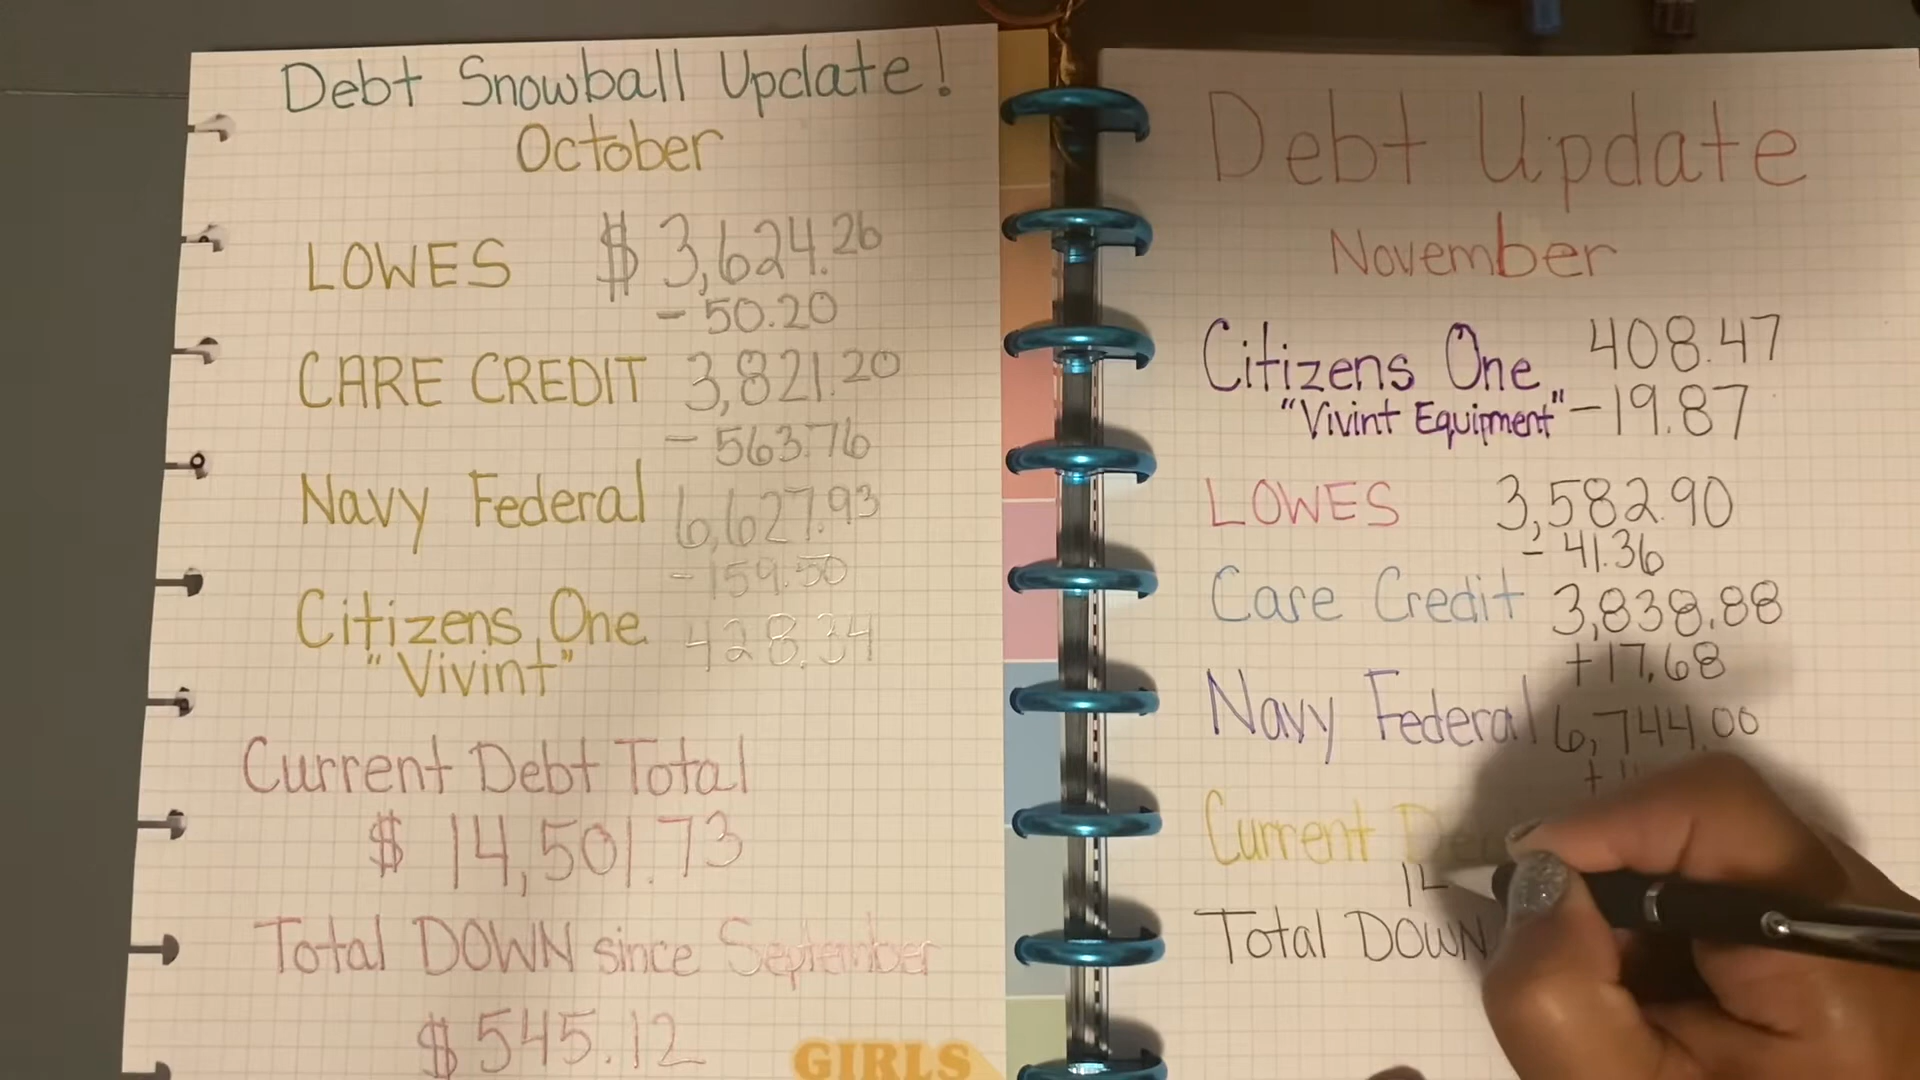 Debt Snowball Update!
October
LOWES $ 3,624.26
- 50.20
CARE CREDIT 3,821.20
- 563.76
Navy Federal 6,627.93
- 159.50
Citizens One 428.34
"Vivint"
Current Debt Total
$ 14,501.73
Total DOWN since September
$ 545.12
GIRLS
Debt Update
November
Citizens One 408.47
"Vivint Equipment" -19.87
LOWES 3,582.90
- 41.36
Care Credit 3,838.88
+17.68
Navy Federal 6,744.00
Current
Total DOWN